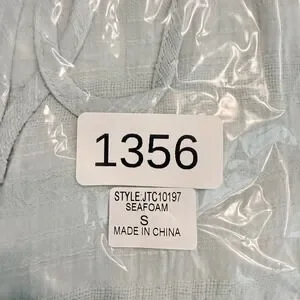 1356
STYLE:JTC10197
SEAFOAM
S
MADE IN CHINA